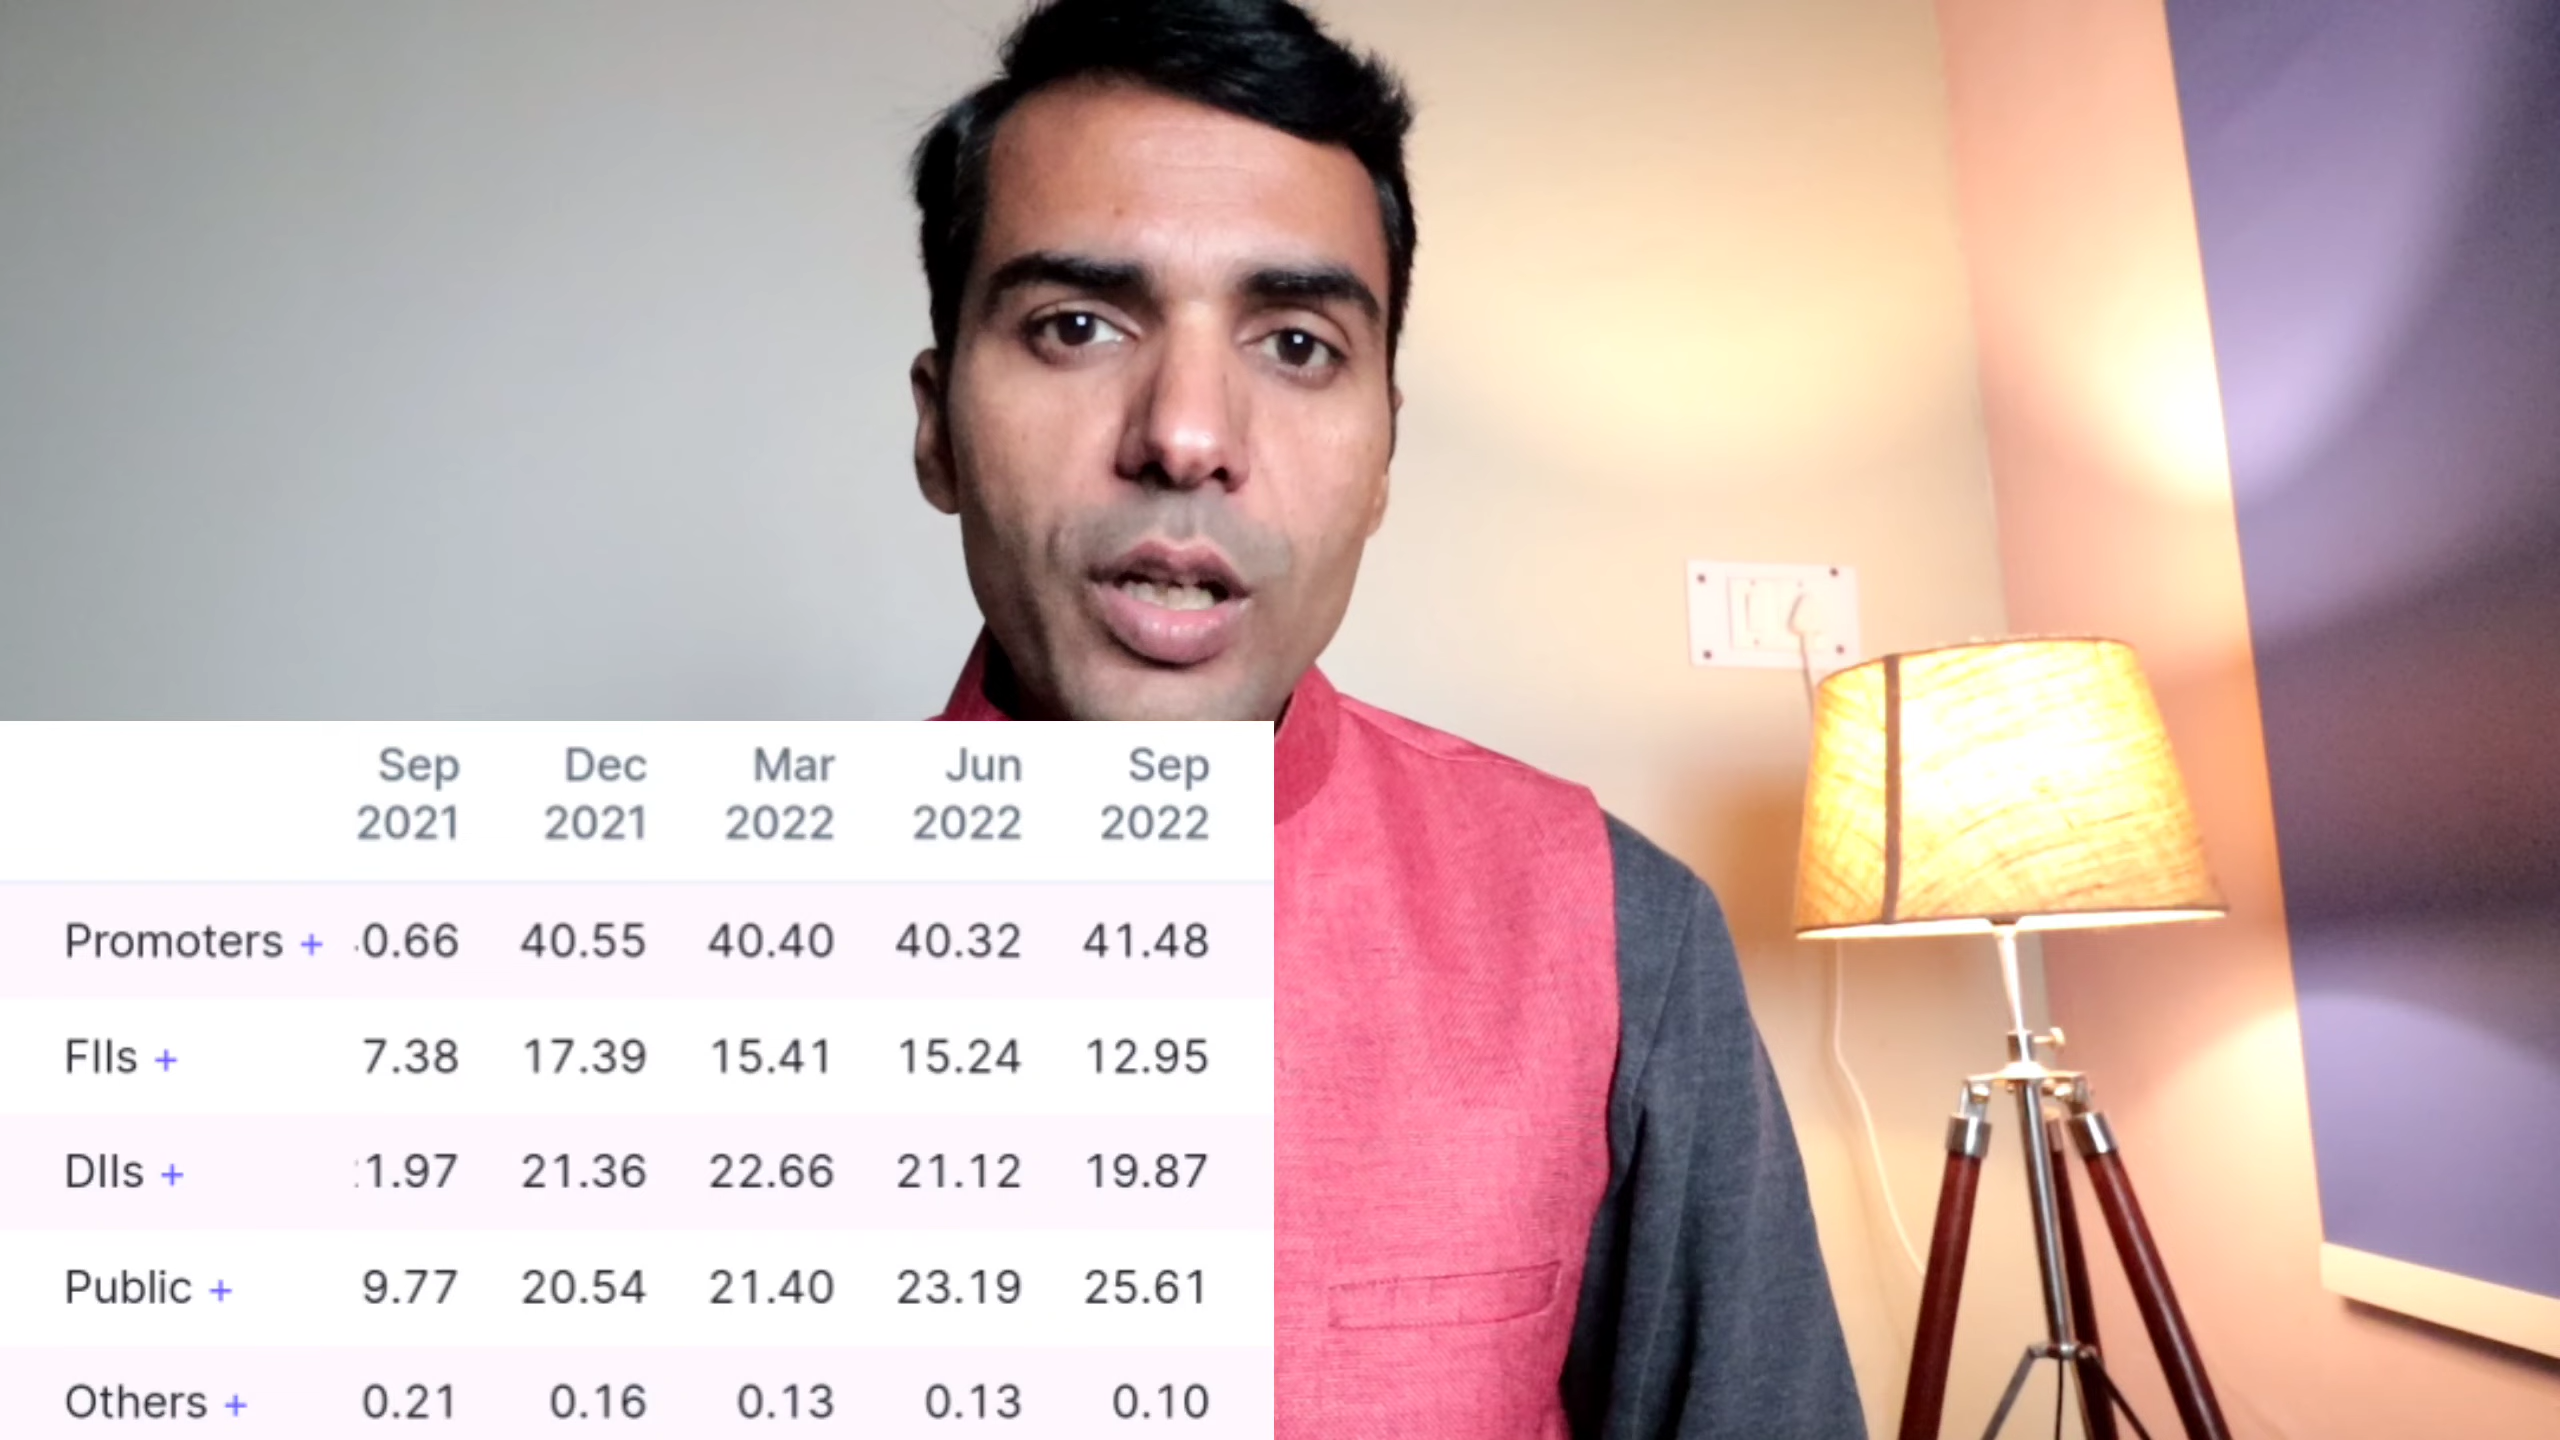 Sep Dec Mar Jun Sep
2021 2021 2022 2022 2022
Promoters + 0.66 40.55 40.40 40.32 41.48
FIIs + 7.38 17.39 15.41 15.24 12.95
DIIs + 1.97 21.36 22.66 21.12 19.87
Public + 9.77 20.54 21.40 23.19 25.61
Others + 0.21 0.16 0.13 0.13 0.10